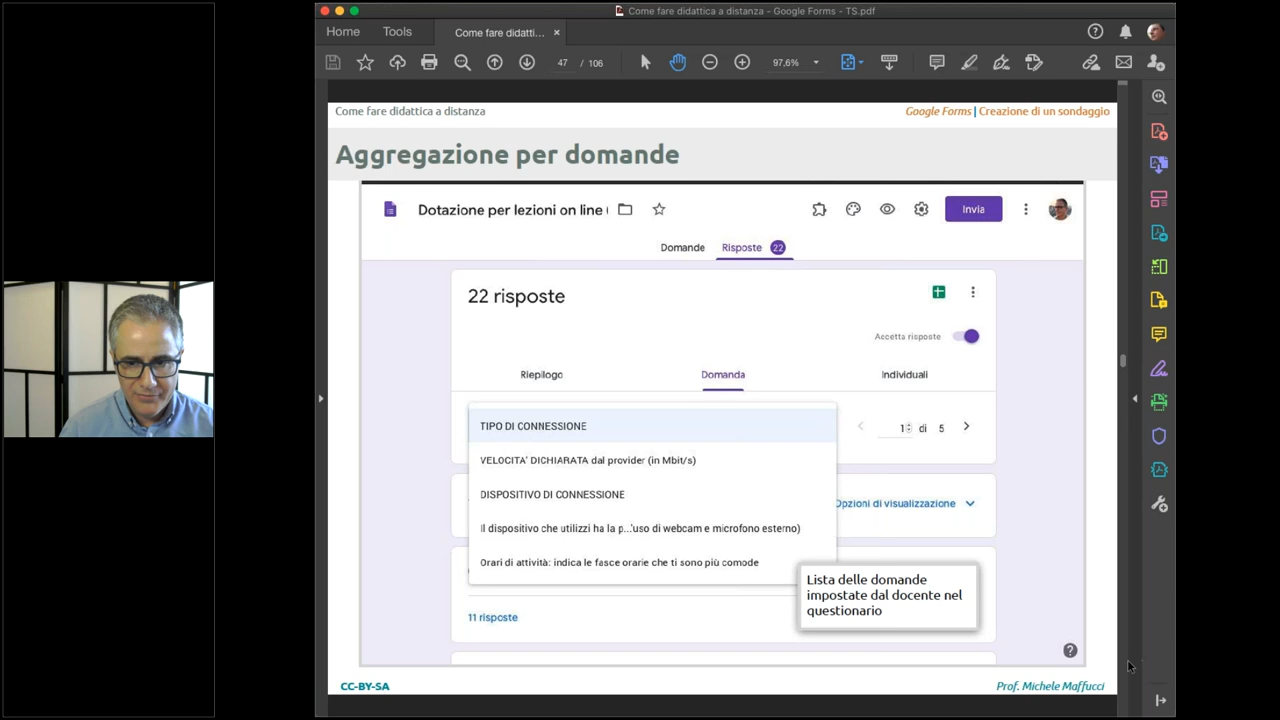 Come fare didattica a distanza - Google Forms - TS.pdf
Home
Tools
Come fare didatti... ×
47 / 106
97,6%
Come fare didattica a distanza
Google Forms | Creazione di un sondaggio
Aggregazione per domande
Dotazione per lezioni on line (
Invia
Domande
Risposte 22
22 risposte
Accetta risposte
Riepilogo
Domanda
Individuali
TIPO DI CONNESSIONE
1 di 5
VELOCITA' DICHIARATA dal provider (in Mbit/s)
DISPOSITIVO DI CONNESSIONE
Opzioni di visualizzazione
Il dispositivo che utilizzi ha la p...'uso di webcam e microfono esterno)
Orari di attività: indica le fasce orarie che ti sono più comode
Lista delle domande
impostate dal docente nel
questionario
11 risposte
CC-BY-SA
Prof. Michele Maffucci